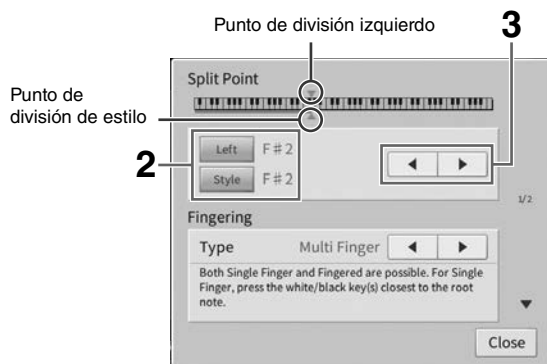 Punto de división izquierdo
3
Split Point
Punto de
división de estilo
2
Left F#2
Style F#2
◀ ▶
1/2
Fingering
Type Multi Finger ◀ ▶
Both Single Finger and Fingered are possible. For Single
Finger, press the white/black key(s) closest to the root
note.
▼
Close